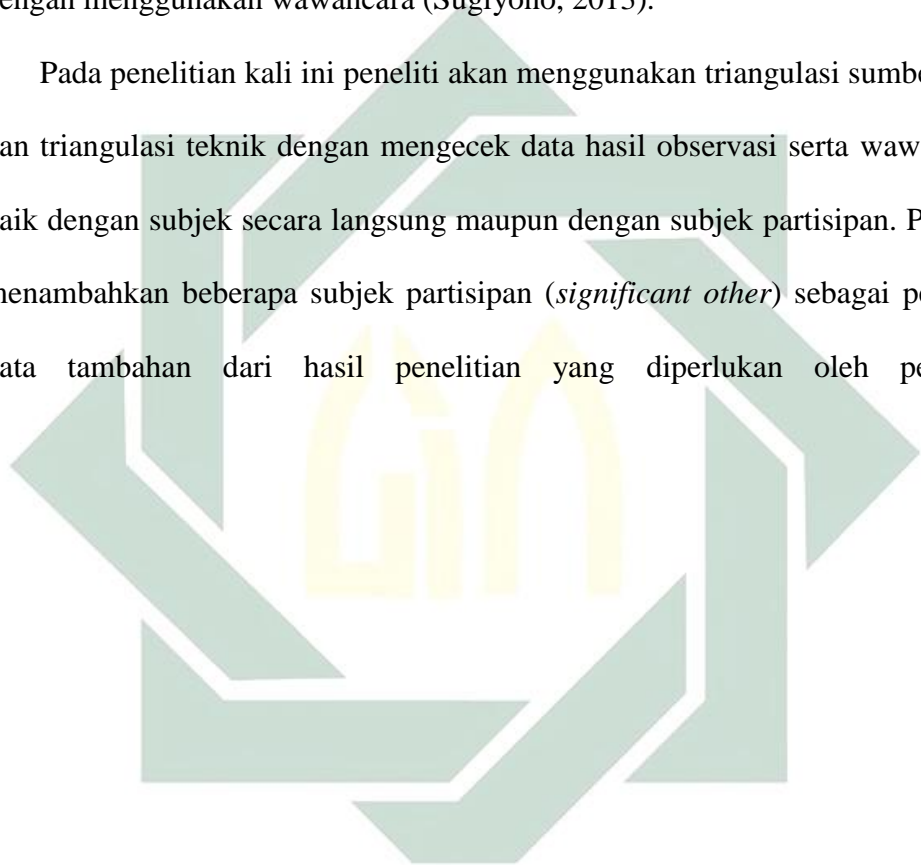 engan menggunakan wawancara (Sugiyono, 2015).
Pada penelitian kali ini peneliti akan menggunakan triangulasi sumbe
an triangulasi teknik dengan mengecek data hasil observasi serta waw
aik dengan subjek secara langsung maupun dengan subjek partisipan. P
nenambahkan beberapa subjek partisipan (significant other) sebagai pe
ata tambahan dari hasil penelitian yang diperlukan oleh pe